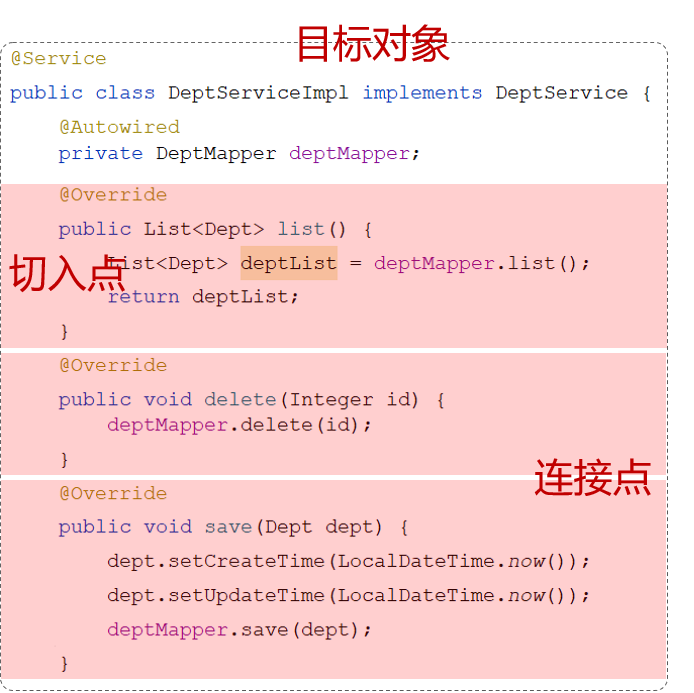 目标对象
@Service
public class DeptServiceImpl implements DeptService {
@Autowired
private DeptMapper deptMapper;
@Override
public List<Dept> list() {
切入点
List<Dept> deptList = deptMapper.list();
return deptList;
}
@Override
public void delete(Integer id) {
deptMapper.delete(id);
}
连接点
@Override
public void save(Dept dept) {
dept.setCreateTime(LocalDateTime.now());
dept.setUpdateTime(LocalDateTime.now());
deptMapper.save(dept);
}